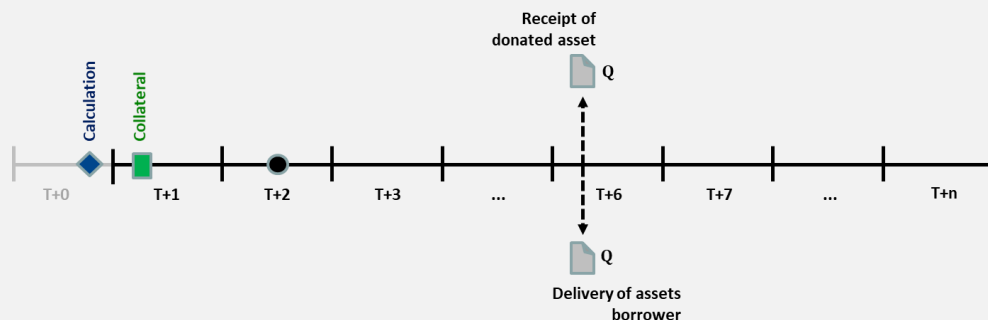 Receipt of
donated asset
Q
Calculation
Collateral
T+0
T+1
T+2
T+3
...
T+6
T+7
...
T+n
Q
Delivery of assets
borrower